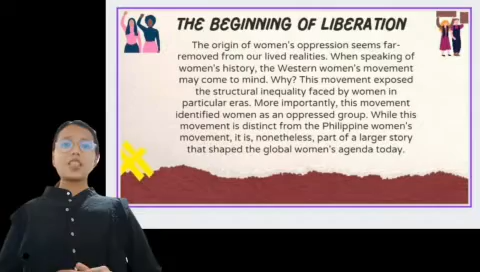 THE BEGINNING OF LIBERATION
The origin of women's oppression seems far-
removed from our lived realities. When speaking of
women's history, the Western women's movement
may come to mind. Why? This movement exposed
the structural inequality faced by women in
particular eras. More importantly, this movement
identified women as an oppressed group. While this
movement is distinct from the Philippine women's
movement, it is, nonetheless, part of a larger story
that shaped the global women's agenda today.